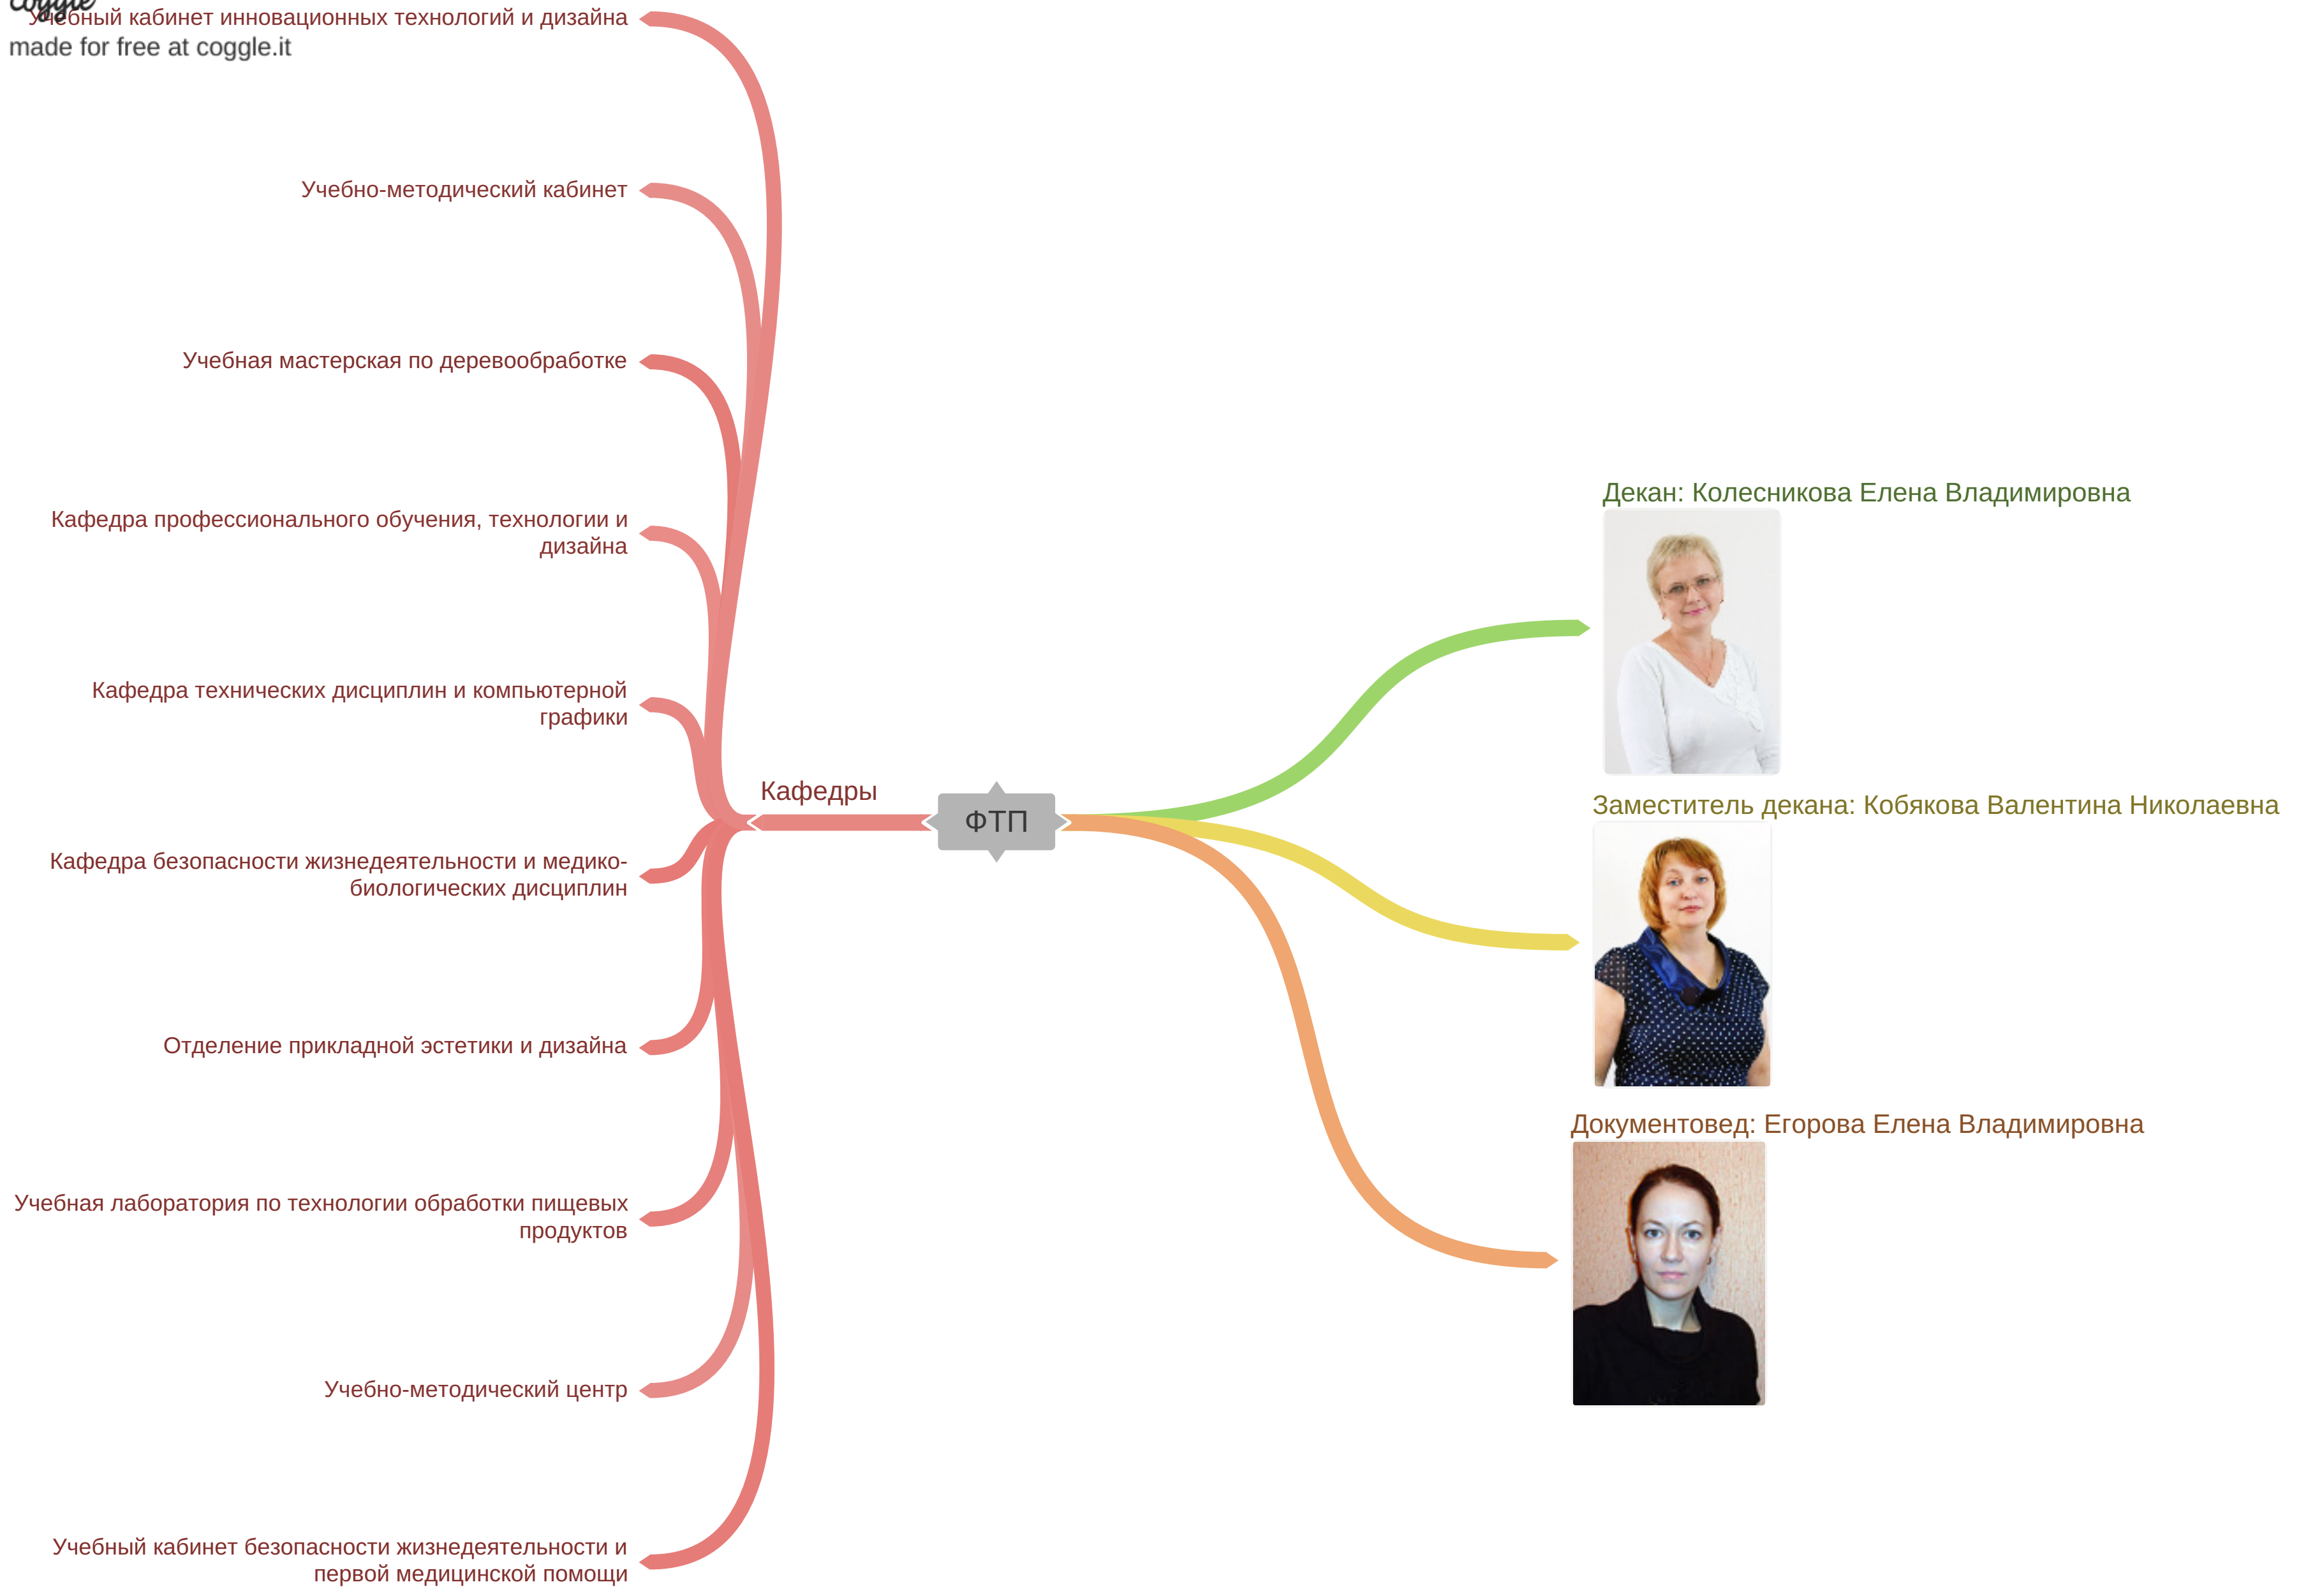 coggle
Учебный кабинет инновационных технологий и дизайна
made for free at coggle.it
Учебно-методический кабинет
Учебная мастерская по деревообработке
Кафедра профессионального обучения, технологии и
дизайна
Кафедра технических дисциплин и компьютерной
графики
Кафедра безопасности жизнедеятельности и медико-
биологических дисциплин
Отделение прикладной эстетики и дизайна
Учебная лаборатория по технологии обработки пищевых
продуктов
Учебно-методический центр
Учебный кабинет безопасности жизнедеятельности и
первой медицинской помощи
Кафедры
ФТП
Декан: Колесникова Елена Владимировна
Заместитель декана: Кобякова Валентина Николаевна
Документовед: Егорова Елена Владимировна